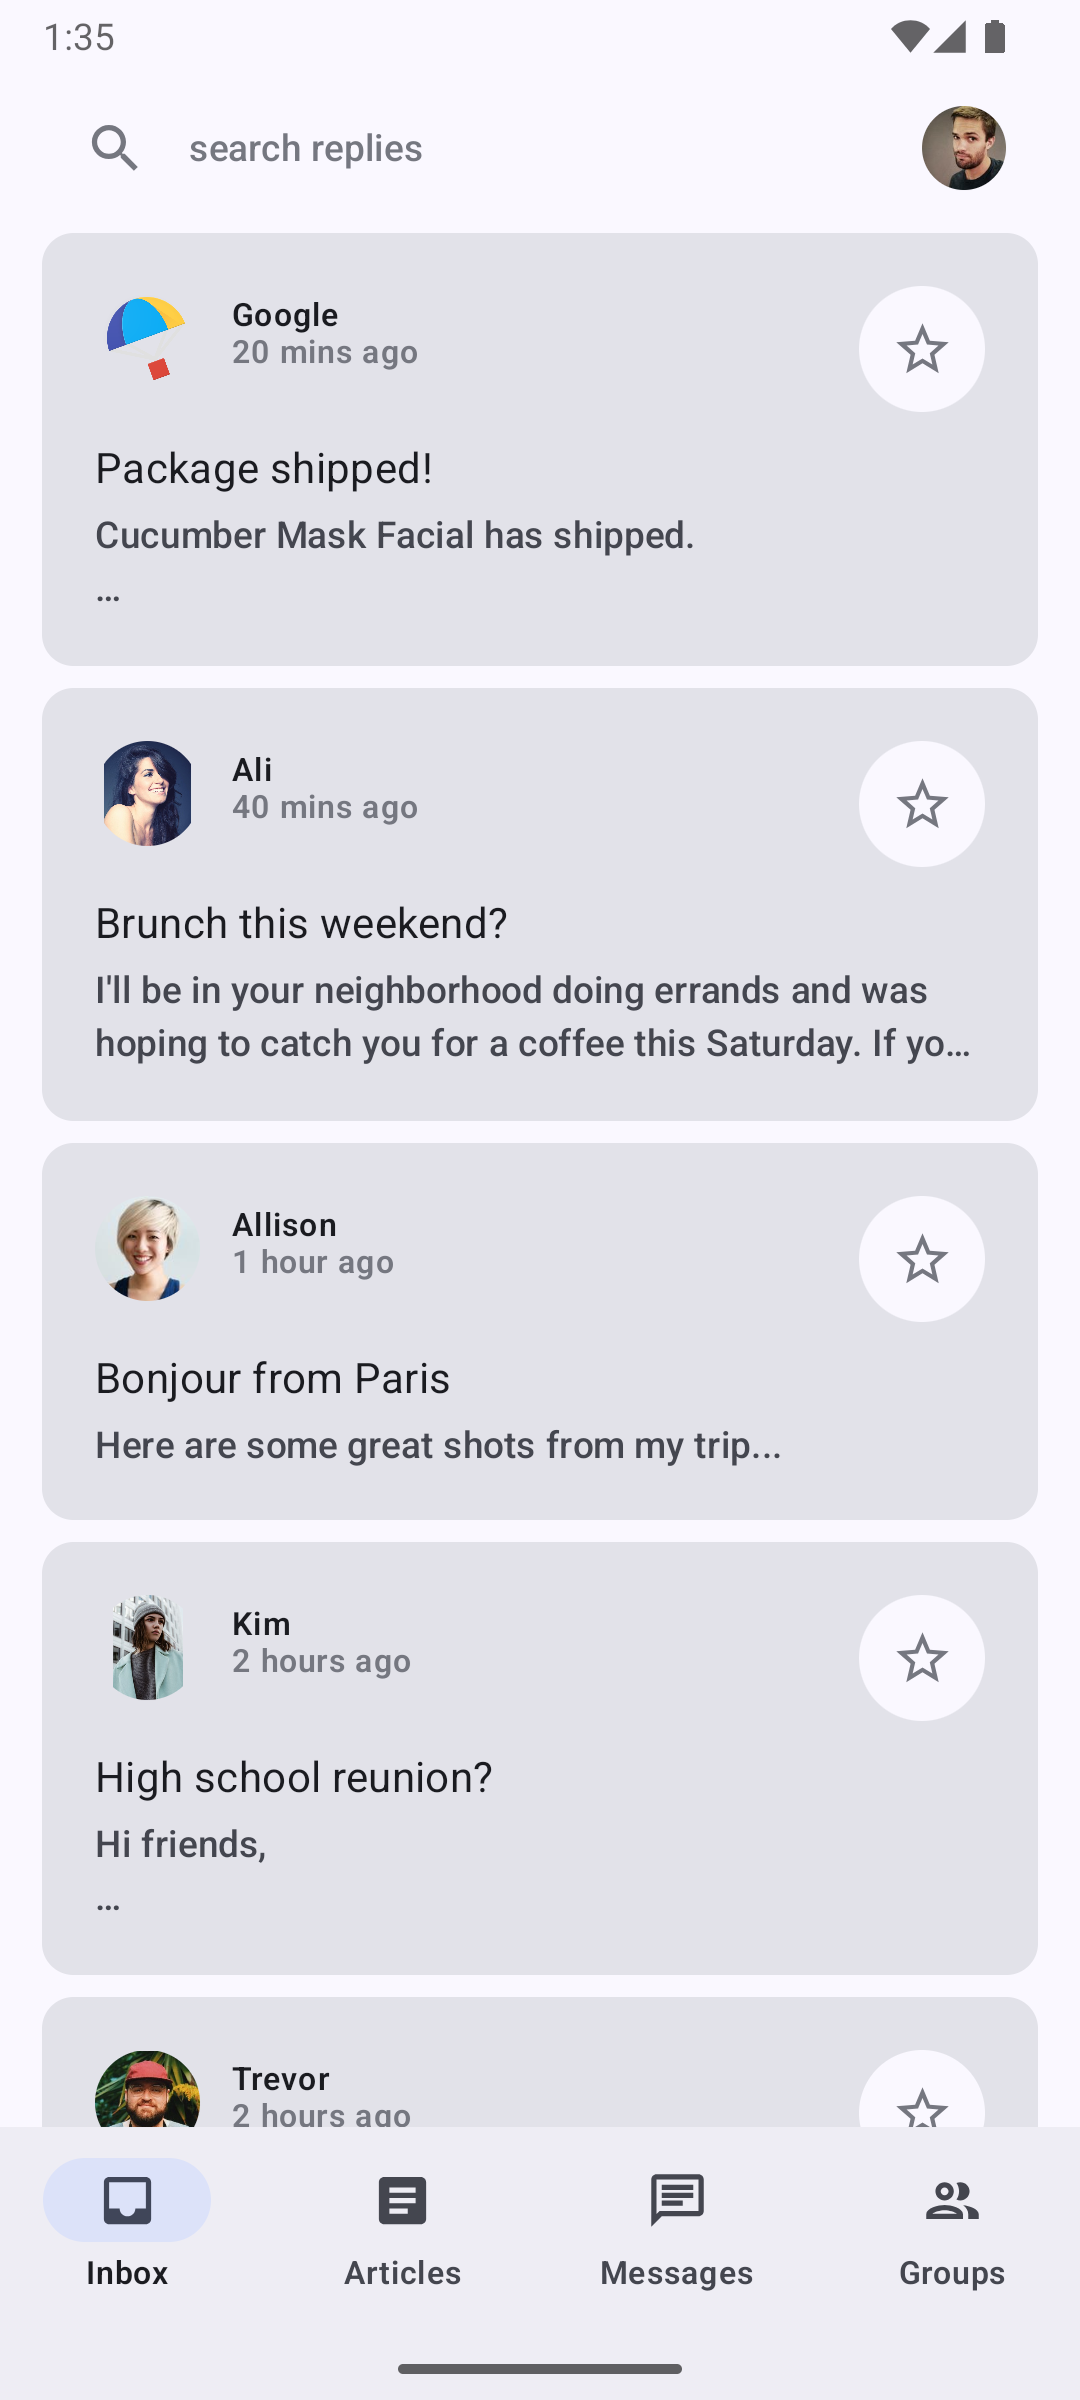 1:35
search replies
Google
20 mins ago
Package shipped!
Cucumber Mask Facial has shipped.
…
Ali
40 mins ago
Brunch this weekend?
I'll be in your neighborhood doing errands and was
hoping to catch you for a coffee this Saturday. If yo…
Allison
1 hour ago
Bonjour from Paris
Here are some great shots from my trip...
Kim
2 hours ago
High school reunion?
Hi friends,
…
Trevor
2 hours ago
Inbox
Articles
Messages
Groups